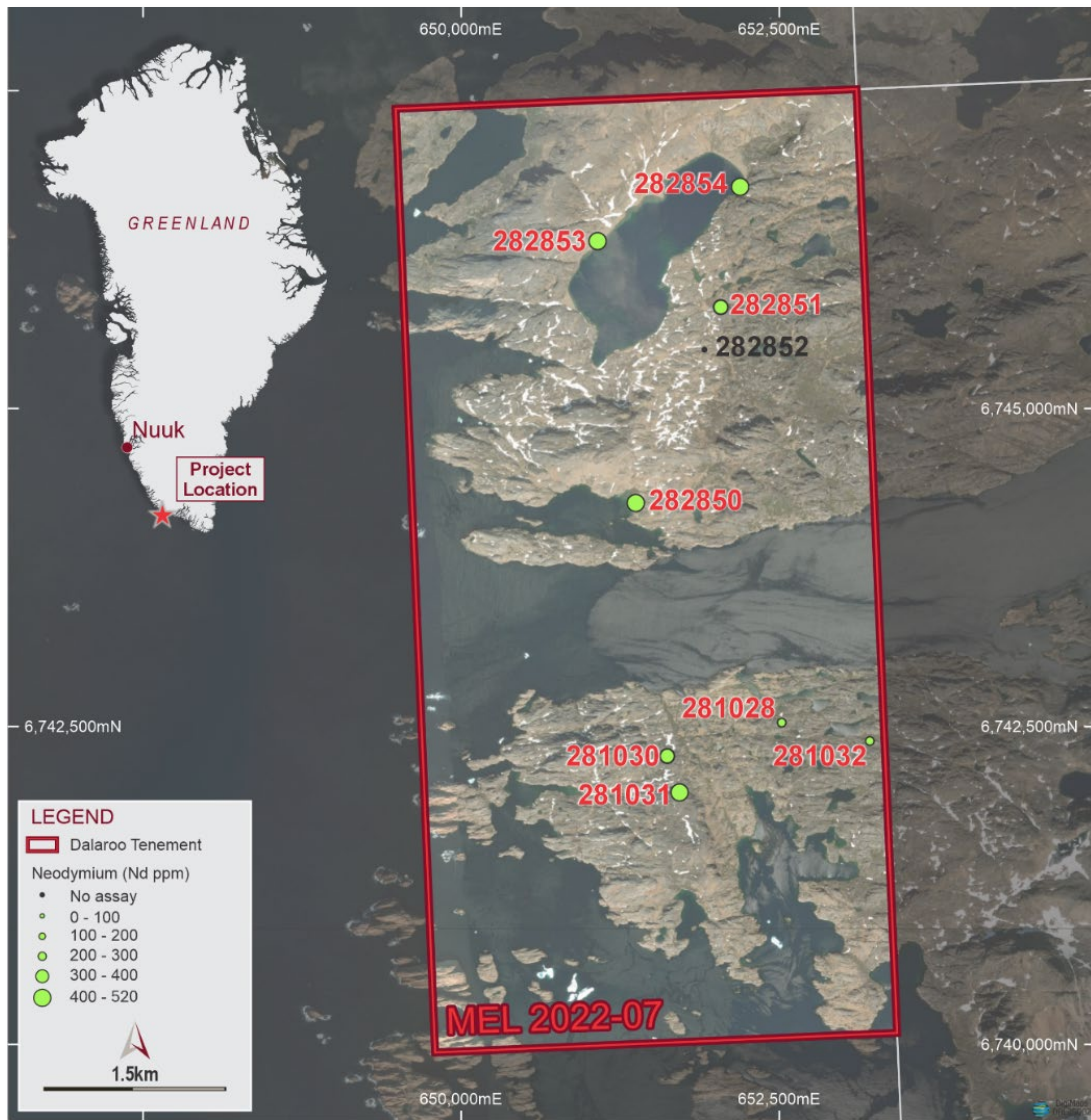 650,000mE
652,500mE
GREENLAND
Nuuk
Project
Location
282854
282853
282851
282852
6,745,000mN
282850
281028
6,742,500mN
6,742,500mN
281030
281032
281031
LEGEND
Dalaroo Tenement
Neodymium (Nd ppm)
No assay
0 - 100
100 - 200
200 - 300
300 - 400
400 - 520
1.5km
MEL 2022-07
6,740,000mN
650,000mE
652,500mE